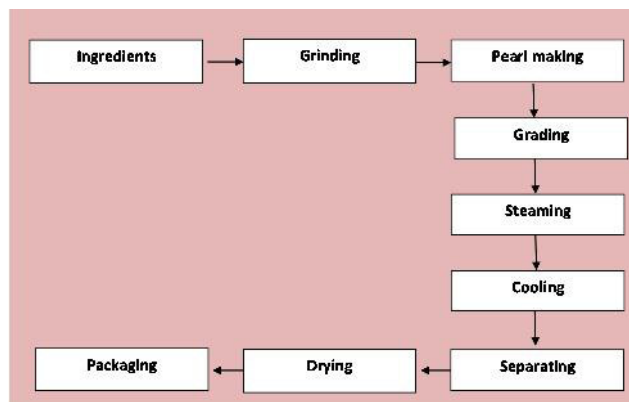 Ingredients
Grinding
Pearl making
Grading
Steaming
Cooling
Separating
Drying
Packaging